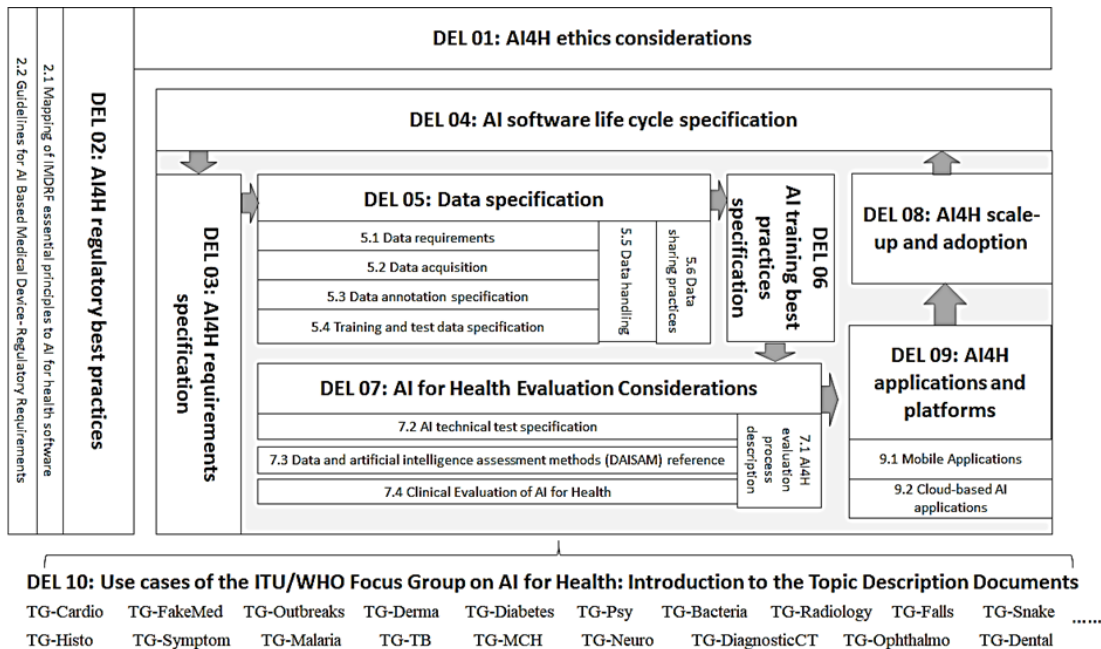 DEL 01: AI4H ethics considerations
2.2 Guidelines for AI Based Medical Device- Regulatory Requirements
2.1 Mapping of IMDRF essential principles to AI for health software
DEL 02: AI4H regulatory best practices
DEL 04: AI software life cycle specification
DEL 03: AI4H requirements
specification
DEL 05: Data specification
5.1 Data requirements
5.2 Data acquisition
5.3 Data annotation specification
5.4 Training and test data specification
5.5 Data handling
5.6 Data
sharing practices
DEL 06
AI training best
practices
specification
DEL 07: AI for Health Evaluation Considerations
7.2 AI technical test specification
7.3 Data and artificial intelligence assessment methods (DAISAM) reference
7.4 Clinical Evaluation of AI for Health
7.1 AI4H
evaluation
process
description
DEL 08: AI4H scale-
up and adoption
DEL 09: AI4H
applications and
platforms
9.1 Mobile Applications
9.2 Cloud-based AI
applications
DEL 10: Use cases of the ITU/WHO Focus Group on AI for Health: Introduction to the Topic Description Documents
TG-Cardio TG-FakeMed TG-Outbreaks TG-Derma TG-Diabetes TG-Psy TG-Bacteria TG-Radiology TG-Falls TG-Snake ......
TG-Histo TG-Symptom TG-Malaria TG-TB TG-MCH TG-Neuro TG-DiagnosticCT TG-Ophthalmo TG-Dental